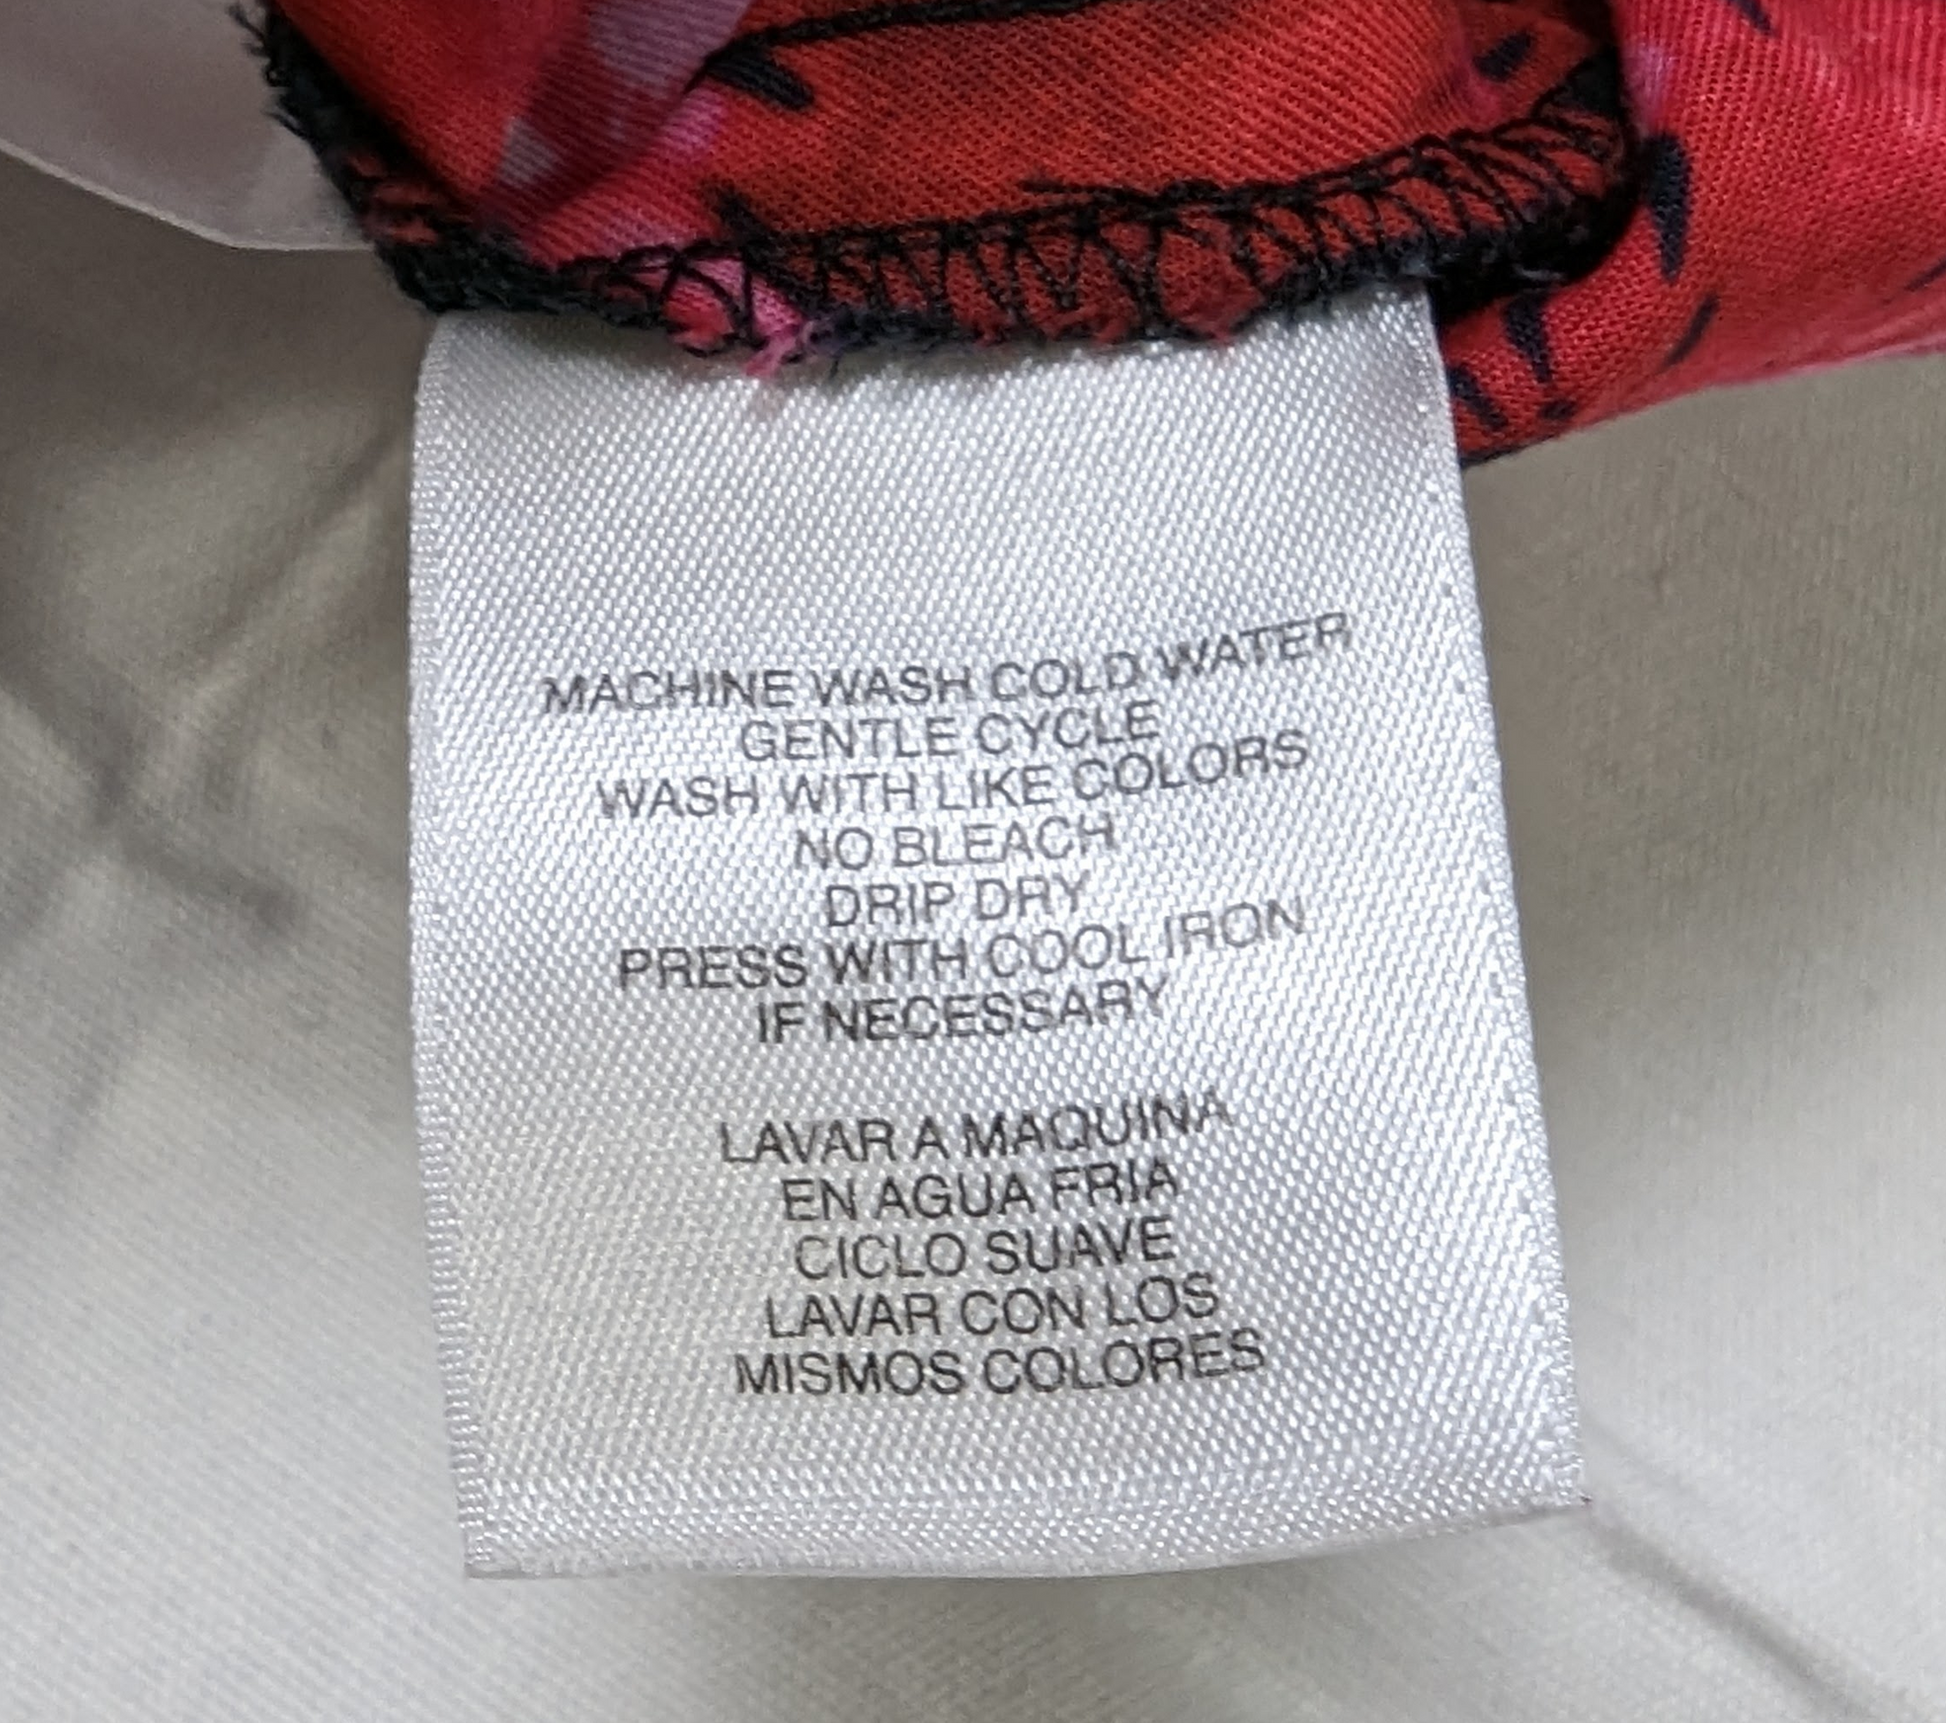 MACHINE WASH COLD WATER
GENTLE CYCLE
WASH WITH LIKE COLORS
NO BLEACH
DRIP DRY
PRESS WITH COOL IRON
IF NECESSARY
LAVAR A MAQUINA
EN AGUA FRIA
CICLO SUAVE
LAVAR CON LOS
MISMOS COLORES